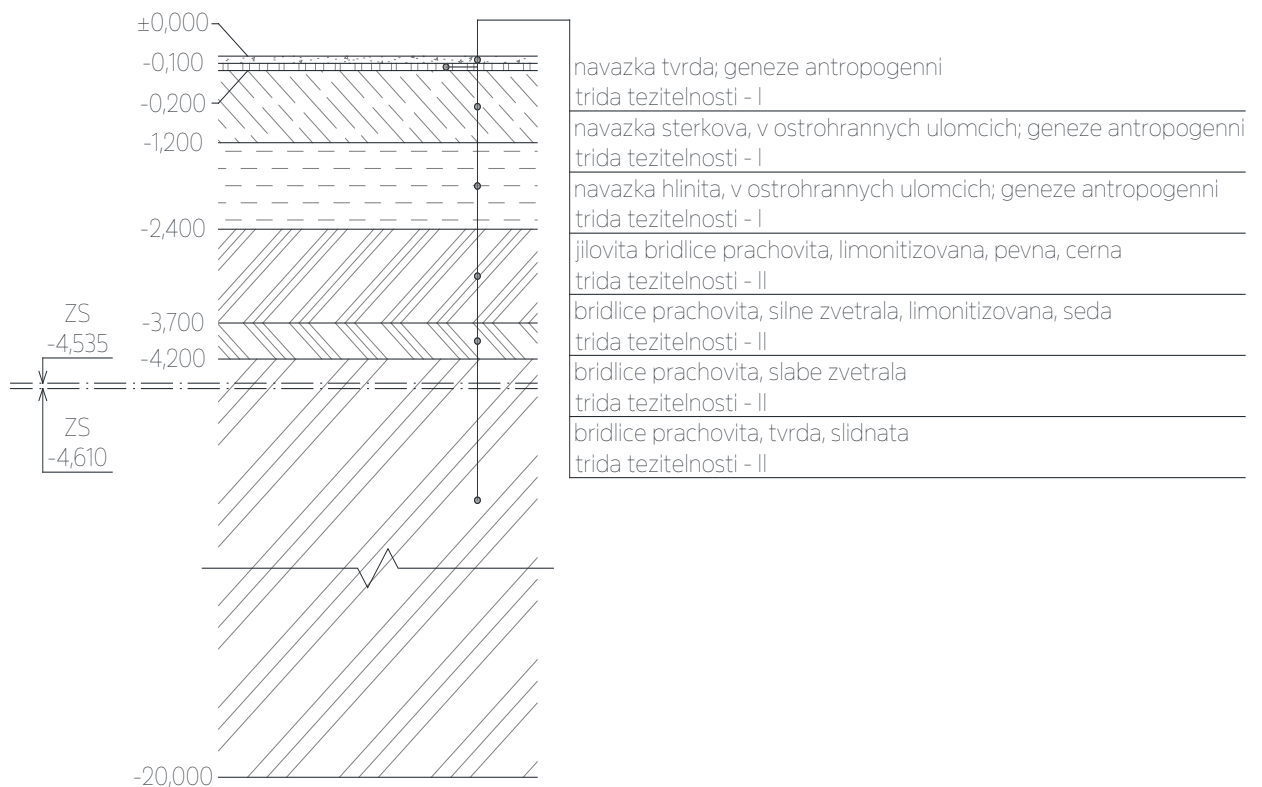 ±0,000
-0,100
-0,200
-1,200
-2,400
-3,700
-4,200
ZS
-4,535
ZS
-4,610
-20,000
navazka tvrda; geneze antropogenni
trida tezitelnosti - I
navazka sterkova, v ostrohrannych ulomcich; geneze antropogenni
trida tezitelnosti - I
navazka hlinita, v ostrohrannych ulomcich; geneze antropogenni
trida tezitelnosti - I
jilovita bridlice prachovita, limonitizovana, pevna, cerna
trida tezitelnosti - II
bridlice prachovita, silne zvetrala, limonitizovana, seda
trida tezitelnosti - II
bridlice prachovita, slabe zvetrala
trida tezitelnosti - II
bridlice prachovita, tvrda, slidnata
trida tezitelnosti - II